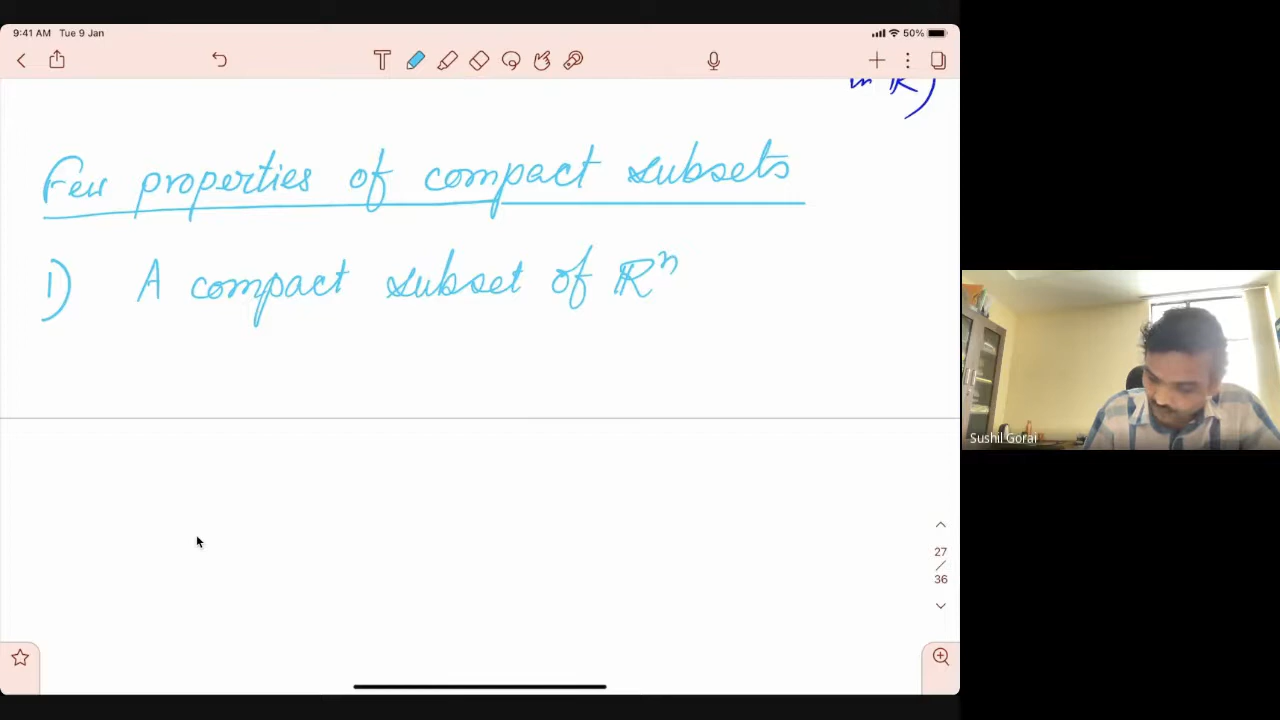 9:41 AM Tue 9 Jan
50%
in ℝ)
Few properties of compact subsets
1) A compact subset of ℝⁿ
27
/
36
Sushil Gorai